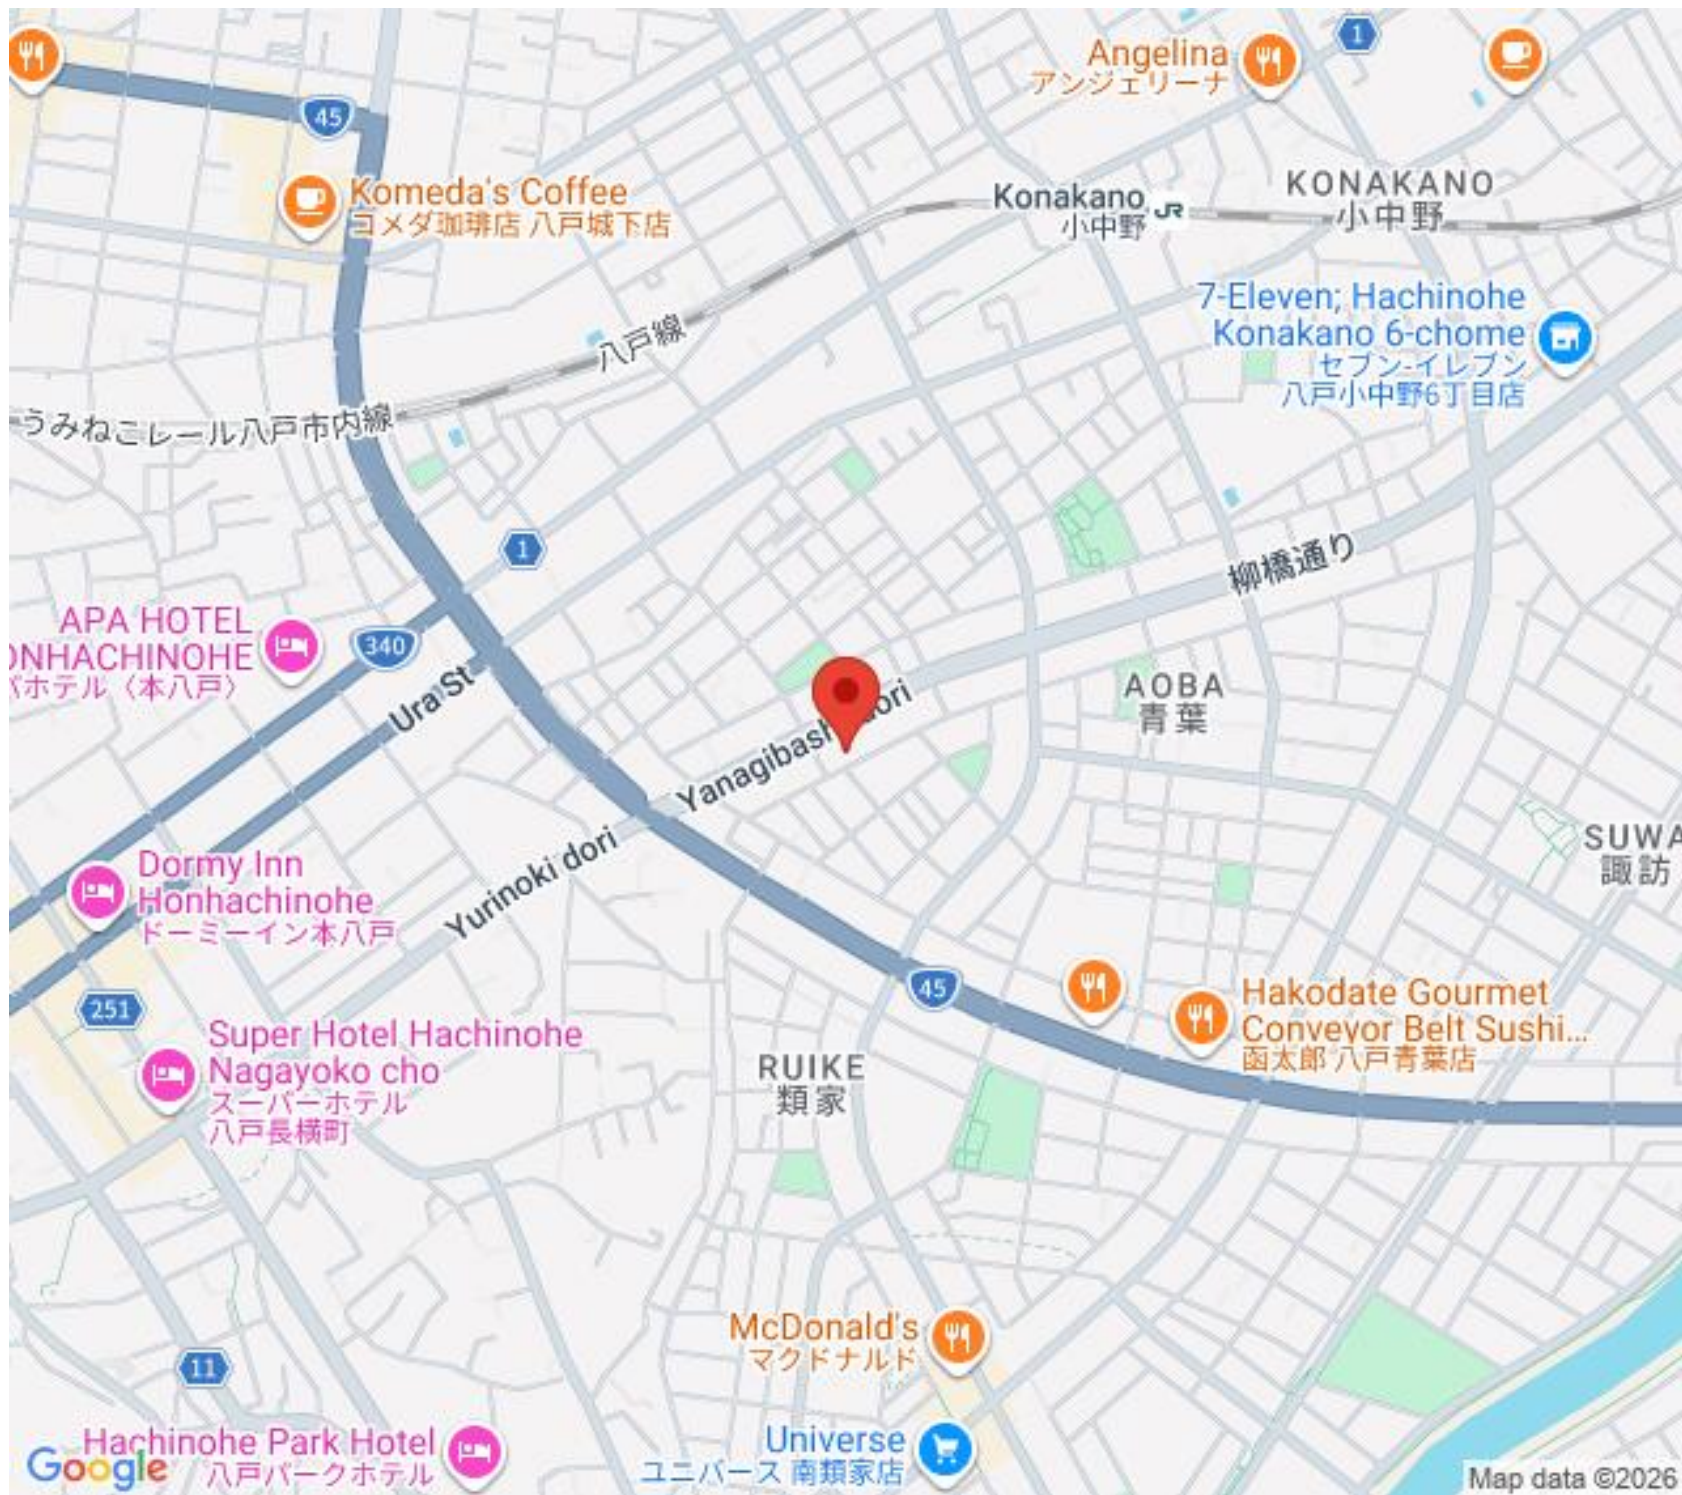 1
Angelina
アンジェリーナ
45
Komeda's Coffee
コメダ珈琲店 八戸城下店
Konakano
小中野
JR
KONAKANO
小中野
7-Eleven; Hachinohe
Konakano 6-chome
セブン-イレブン
八戸小中野6丁目店
八戸線
うみねこレール八戸市内線
1
柳橋通り
APA HOTEL
ONHACHINOHE
パホテル〈本八戸〉
340
Ura St
Yanagibashi dori
AOBA
青葉
SUWA
諏訪
Yurinoki dori
Dormy Inn
Honhachinohe
ドーミーイン本八戸
45
251
Hakodate Gourmet
Conveyor Belt Sushi...
函太郎 八戸青葉店
Super Hotel Hachinohe
Nagayoko cho
スーパーホテル
八戸長横町
RUIKE
類家
McDonald's
マクドナルド
11
Hachinohe Park Hotel
八戸パークホテル
Universe
ユニバース 南類家店
Google
Map data ©2026